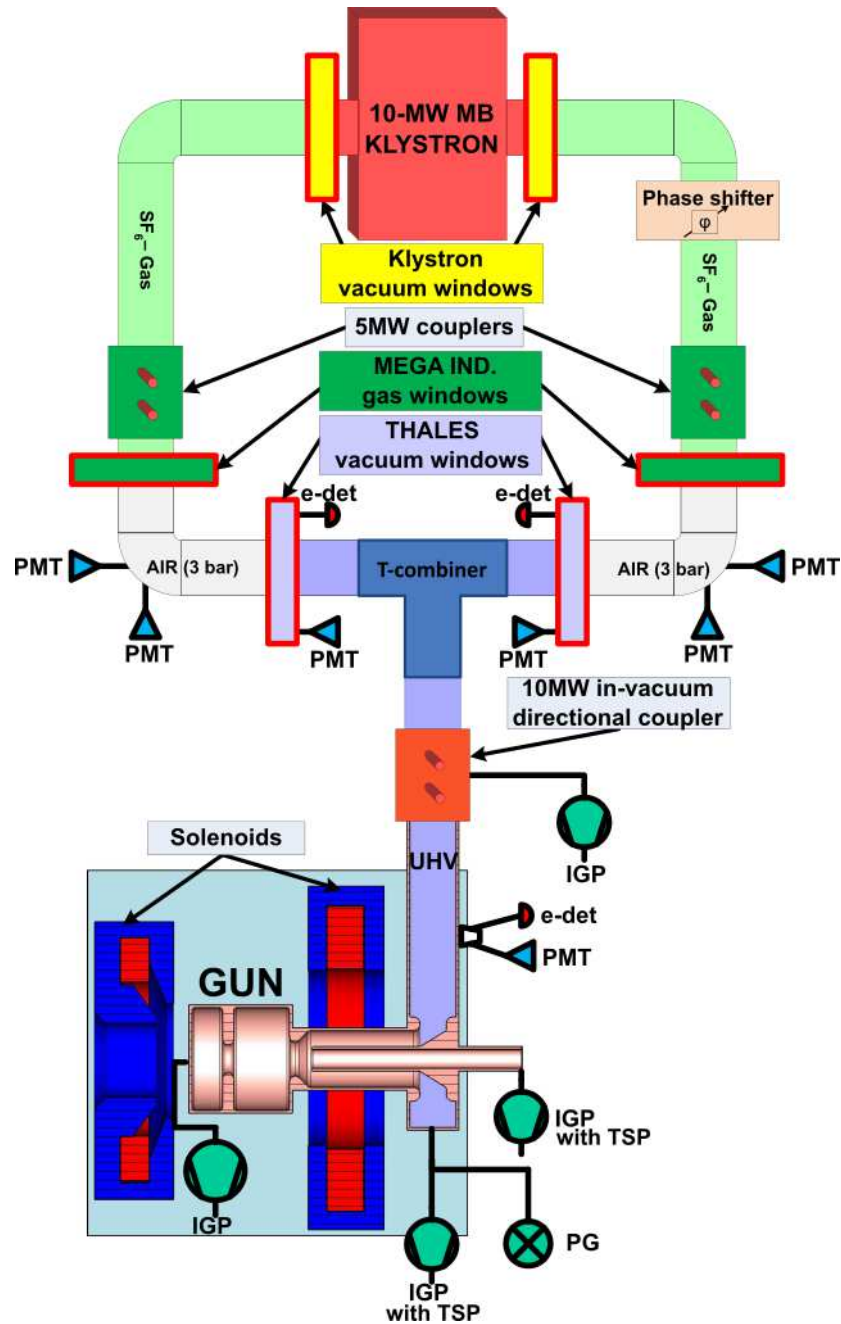 10-MW MB
KLYSTRON
Phase shifter
φ
SF6– Gas
SF6– Gas
Klystron
vacuum windows
5MW couplers
MEGA IND.
gas windows
THALES
vacuum windows
e-det
e-det
AIR (3 bar)
T-combiner
AIR (3 bar)
PMT
PMT
PMT
PMT
PMT
PMT
10MW in-vacuum
directional coupler
Solenoids
UHV
IGP
e-det
PMT
GUN
IGP
with TSP
IGP
PG
IGP
with TSP